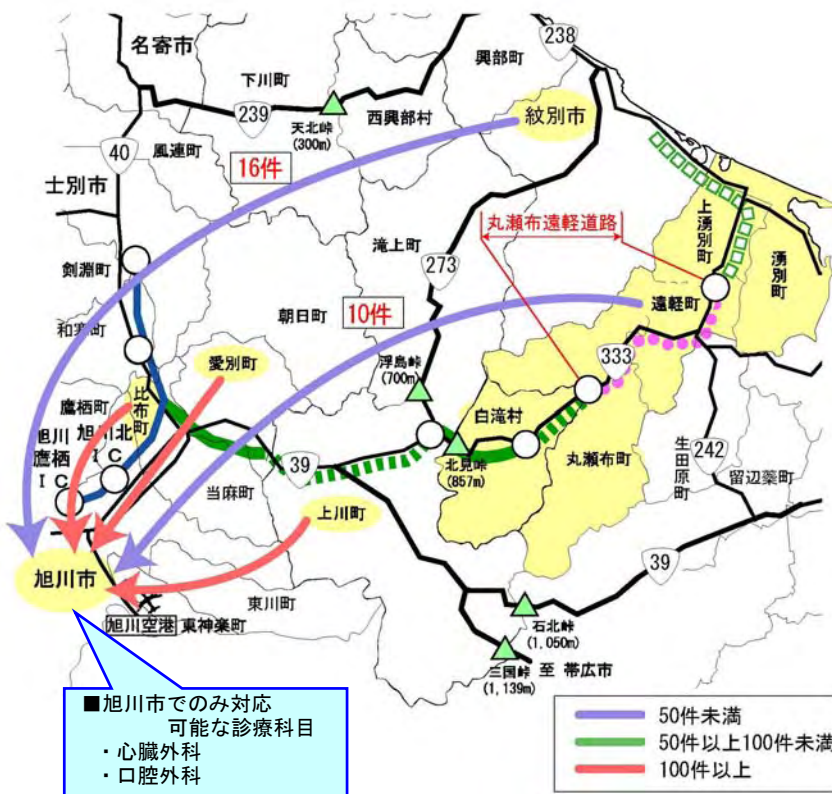 238
名寄市
興部町
下川町
239
天北峠
(300m)
西興部村
紋別市
40
風連町
16件
士別市
丸瀬布遠軽道路
上湧別町
滝上町
湧別町
剣淵町
273
遠軽町
朝日町
10件
和寒町
333
愛別町
浮島峠
(700m)
鷹栖町
比布町
白滝村
旭川
鷹栖
IC
旭川北
IC
北見峠
(857m)
丸瀬布町
生田原町
242
留辺蘂町
39
当麻町
上川町
39
旭川市
東川町
石北峠
(1,050m)
旭川空港
東神楽町
三国峠
(1,139m)
至 帯広市
■旭川市でのみ対応
可能な診療科目
・心臓外科
・口腔外科
50件未満
50件以上100件未満
100件以上